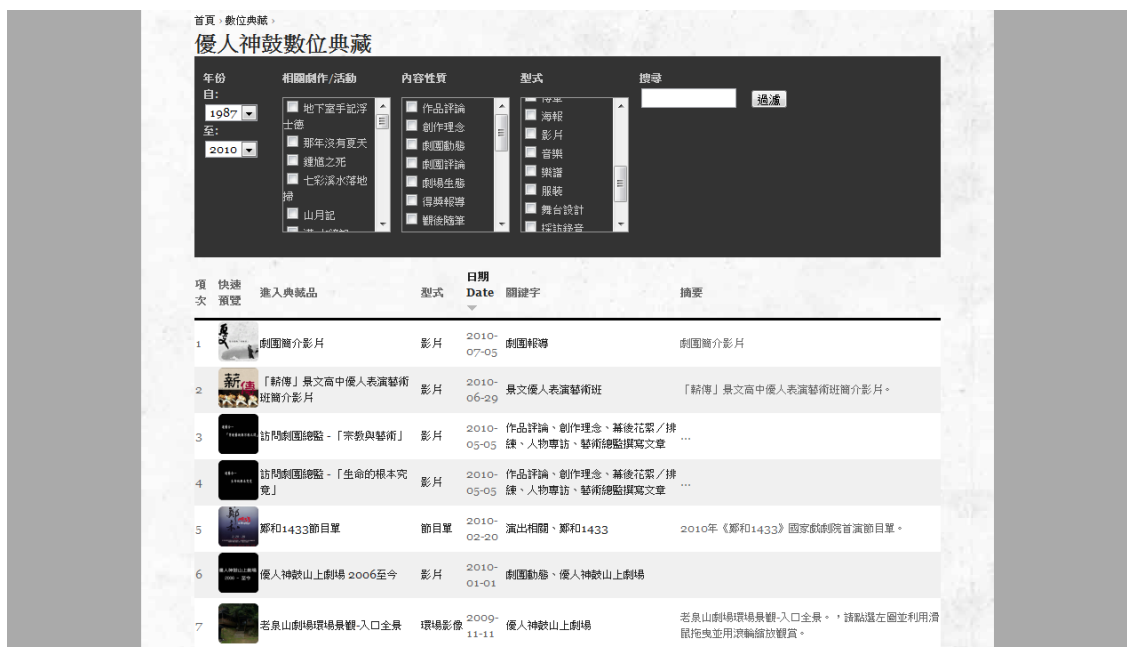 首頁 › 數位典藏 ›
優人神鼓數位典藏
年份
自:
1987
至:
2010
相關劇作/活動
地下室手記浮士德
那年沒有夏天
鍾馗之死
七彩溪水落地掃
山月記
內容性質
作品評論
創作理念
劇團動態
劇團評論
劇場生態
得獎報導
觀後隨筆
型式
海報
影片
音樂
樂譜
服裝
舞台設計
採訪錄音
搜尋
過濾
項次 快速預覽 進入典藏品 型式 日期 Date 關鍵字 摘要
1 劇團簡介影片 影片 2010-07-05 劇團報導 劇團簡介影片
2 「薪傳」景文高中優人表演藝術班簡介影片 影片 2010-06-29 景文優人表演藝術班 「薪傳」景文高中優人表演藝術班簡介影片。
3 訪問劇團總監 - 「宗教與藝術」 影片 2010-05-05 作品評論、創作理念、幕後花絮／排練、人物專訪、藝術總監撰寫文章 ...
4 訪問劇團總監 - 「生命的根本究竟」 影片 2010-05-05 作品評論、創作理念、幕後花絮／排練、人物專訪、藝術總監撰寫文章 ...
5 鄭和1433節目單 節目單 2010-02-20 演出相關、鄭和1433 2010年《鄭和1433》國家戲劇院首演節目單。
6 優人神鼓山上劇場 2006至今 影片 2010-01-01 劇團動態、優人神鼓山上劇場
7 老泉山劇場環場景觀-入口全景 環場影像 2009-11-11 優人神鼓山上劇場 老泉山劇場環場景觀-入口全景。，請點選左圖並利用滑鼠拖曳並用滾輪縮放觀賞。